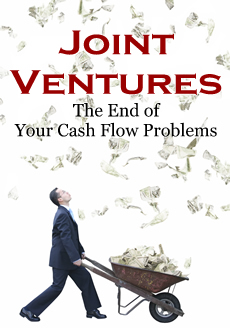 Joint
Ventures
The End of
Your Cash Flow Problems